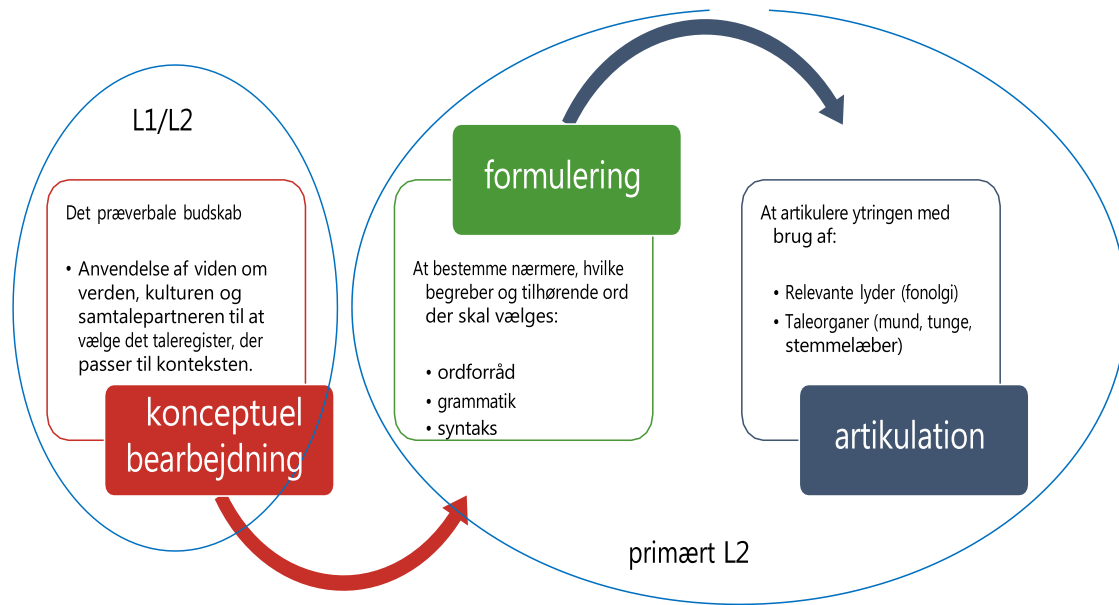 L1/L2
Det præverbale budskab
• Anvendelse af viden om
verden, kulturen og
samtalepartneren til at
vælge det taleregister, der
passer til konteksten.
konceptuel
bearbejdning
formulering
At bestemme nærmere, hvilke
begreber og tilhørende ord
der skal vælges:
• ordforråd
• grammatik
• syntaks
At artikulere ytringen med
brug af:
• Relevante lyder (fonolgi)
• Taleorganer (mund, tunge,
stemmelæber)
artikulation
primært L2